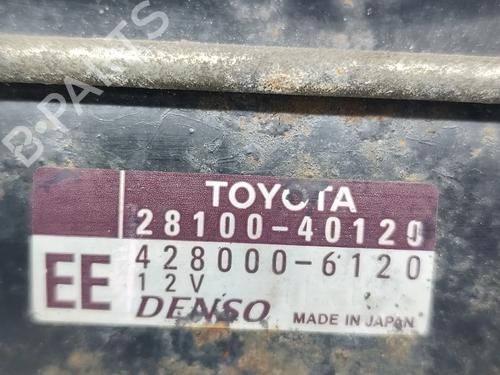 B-PARTS
TOYOTA
28100-40120
EE
428000-6120
12V
DENSO
MADE IN JAPAN